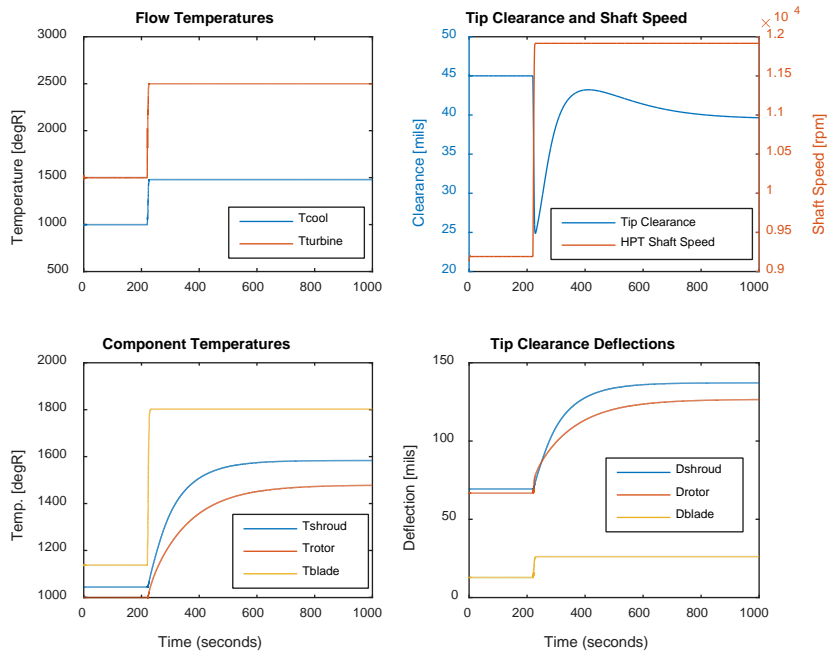 Flow Temperatures
3000
2500
2000
1500
1000
500
Temperature [degR]
Tcool
Tturbine
0 200 400 600 800 1000
Tip Clearance and Shaft Speed
× 10 4
50
45
40
35
30
25
20
Clearance [mils]
1.2
1.15
1.1
1.05
1
0.95
0.9
Shaft Speed [rpm]
Tip Clearance
HPT Shaft Speed
0 200 400 600 800 1000
Component Temperatures
2000
1800
1600
1400
1200
1000
Temp. [degR]
Tshroud
Trotor
Tblade
0 200 400 600 800 1000
Time (seconds)
Tip Clearance Deflections
150
100
50
0
Deflection [mils]
Dshroud
Drotor
Dblade
0 200 400 600 800 1000
Time (seconds)